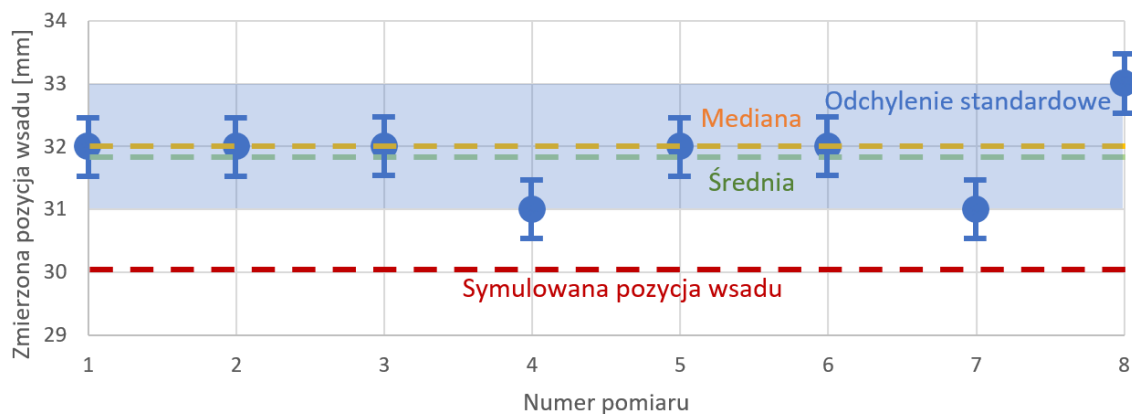 Zmierzona pozycja wsadu [mm]
34
33
32
31
30
29
Odchylenie standardowe
Mediana
Średnia
Symulowana pozycja wsadu
1 2 3 4 5 6 7 8
Numer pomiaru